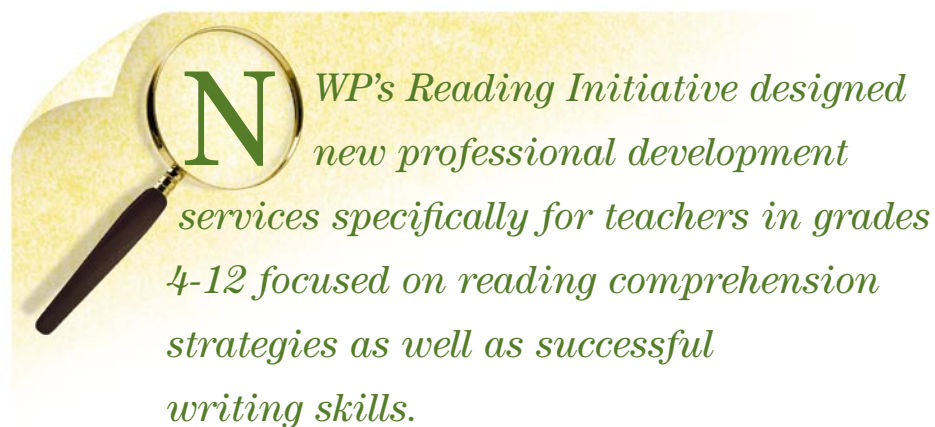 NWP's Reading Initiative designed
new professional development
services specifically for teachers in grades
4-12 focused on reading comprehension
strategies as well as successful
writing skills.